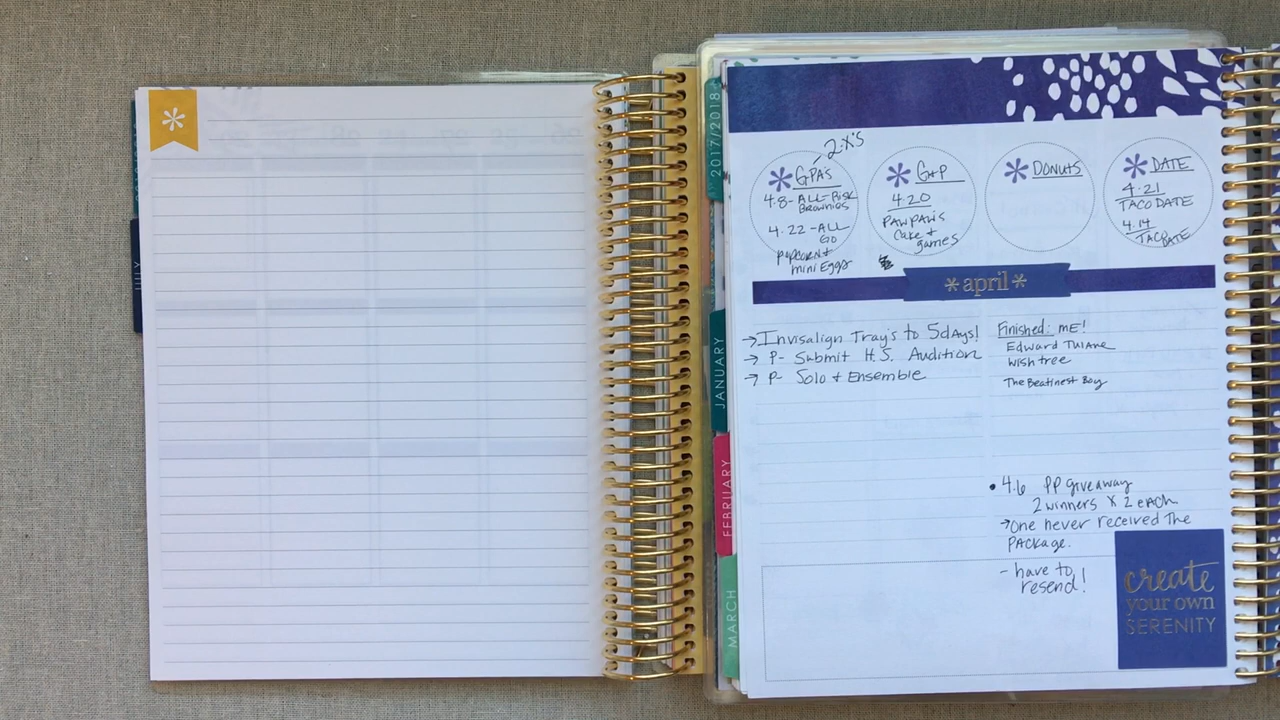 JULY
2017/2018
JANUARY
FEBRUARY
MARCH
2·X'S
GPAS
4.8- ALL-RISK
BROWNIES
4.22-ALL
GO
POPCORN+
mini Eggs
G+P
4.20
PAWPAW'S
Cake +
games
DONUTS
DATE
4.21
TACO DATE
4.14
TACO DATE
*april*
→Invisalign Tray's to 5days!
→ P- Submit H.S. Audition
→ P- Solo + Ensemble
Finished: ME!
Edward Tulane
Wishtree
The Beatinest Boy
• 4.6 PP giveaway
2 winners X 2 each
→One never received The
PACKAGE.
- have to
resend!
create
your own
SERENITY